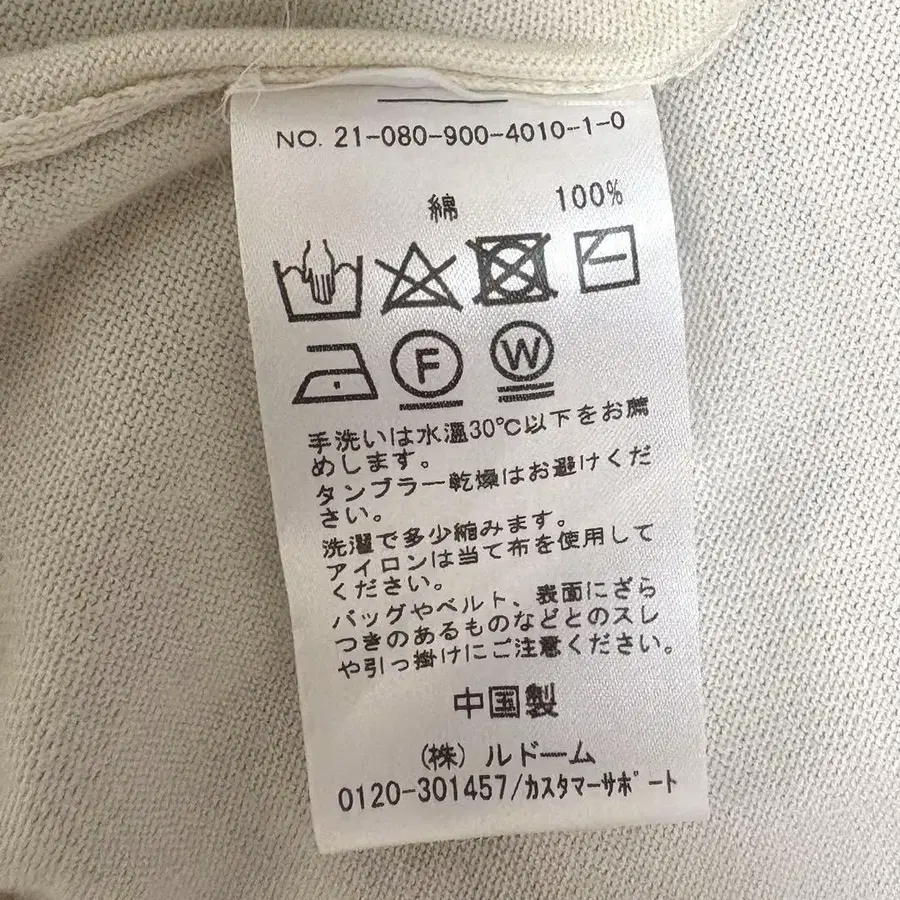 NO. 21-080-900-4010-1-0
綿 100%
F W
手洗いは水温30℃以下をお薦
めします。
タンブラー乾燥はお避けくだ
さい。
洗濯で多少縮みます。
アイロンは当て布を使用して
ください。
バッグやベルト、表面にざら
つきのあるものなどとのスレ
や引っ掛けにご注意ください。
中国製
(株) ルドーム
0120-301457/カスタマーサポート